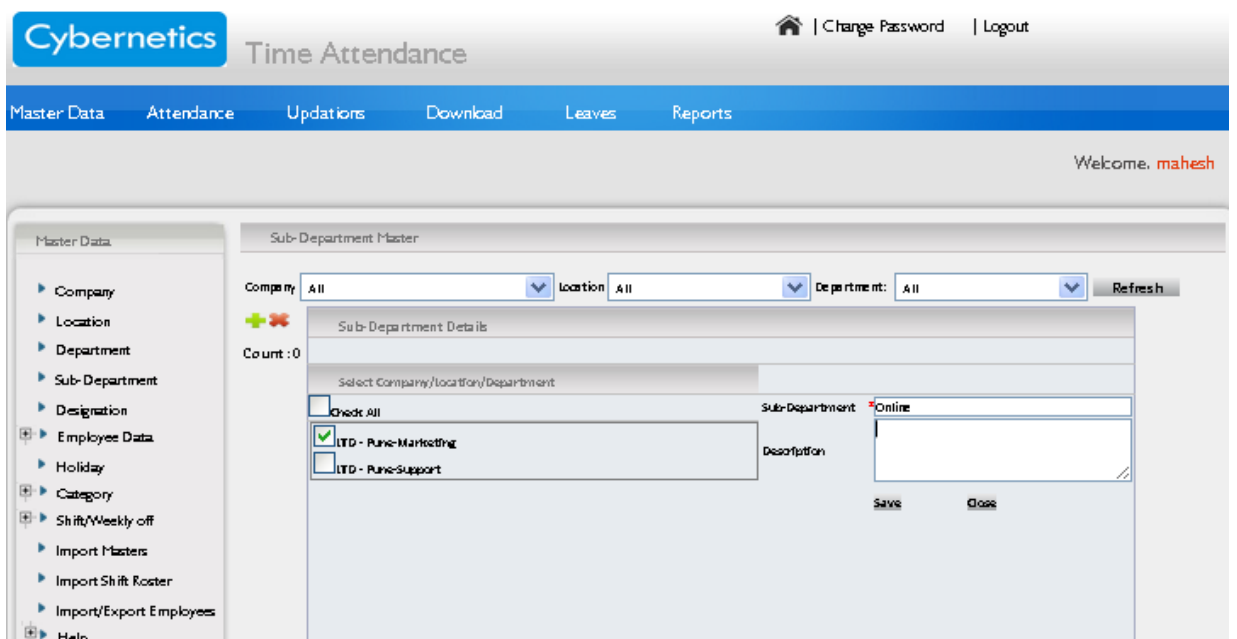 Cybernetics
Time Attendance
| Change Password | Logout
Master Data Attendance Updations Download Leaves Reports
Welcome, mahesh
Master Data
Company
Location
Department
Sub-Department
Designation
Employee Data
Holiday
Category
Shift/Weekly off
Import Masters
Import Shift Roster
Import/Export Employees
Help
Sub-Department Master
Company All Location All Department: All Refresh
Count :0
Sub-Department Details
Select Company/Location/Department
Check All
LTD - Pune-Marketing
LTD - Pune-Support
Sub-Department *Online
Description
Save Close